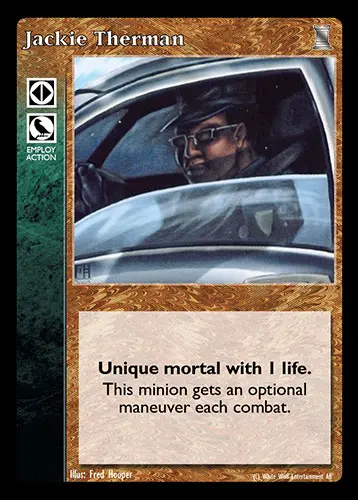 Jackie Therman
EMPLOY
ACTION
Unique mortal with 1 life.
This minion gets an optional
maneuver each combat.
Illus: Fred Hooper
(C) White Wolf Entertainment AB